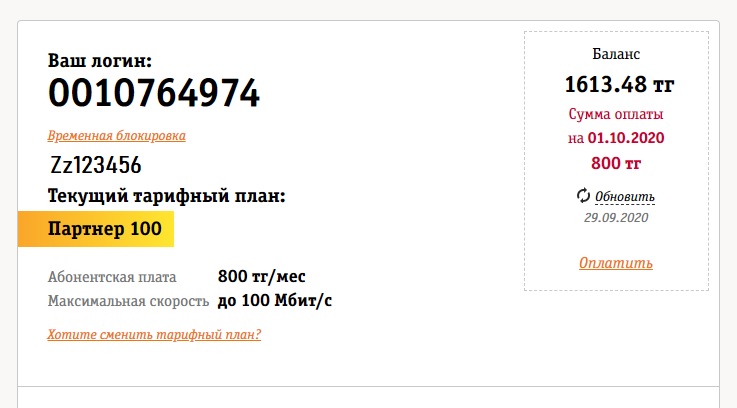 Ваш логин:
0010764974
Временная блокировка
Zz123456
Текущий тарифный план:
Партнер 100
Абонентская плата 800 тг/мес
Максимальная скорость до 100 Мбит/с
Хотите сменить тарифный план?
Баланс
1613.48 тг
Сумма оплаты
на 01.10.2020
800 тг
Обновить
29.09.2020
Оплатить